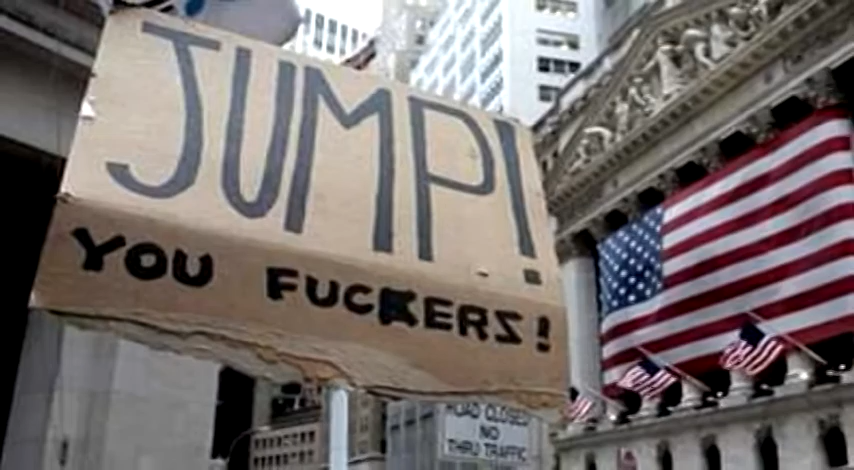 JUMP!
YOU FUCKERS!
ROAD CLOSED
NO
THRU TRAFFIC